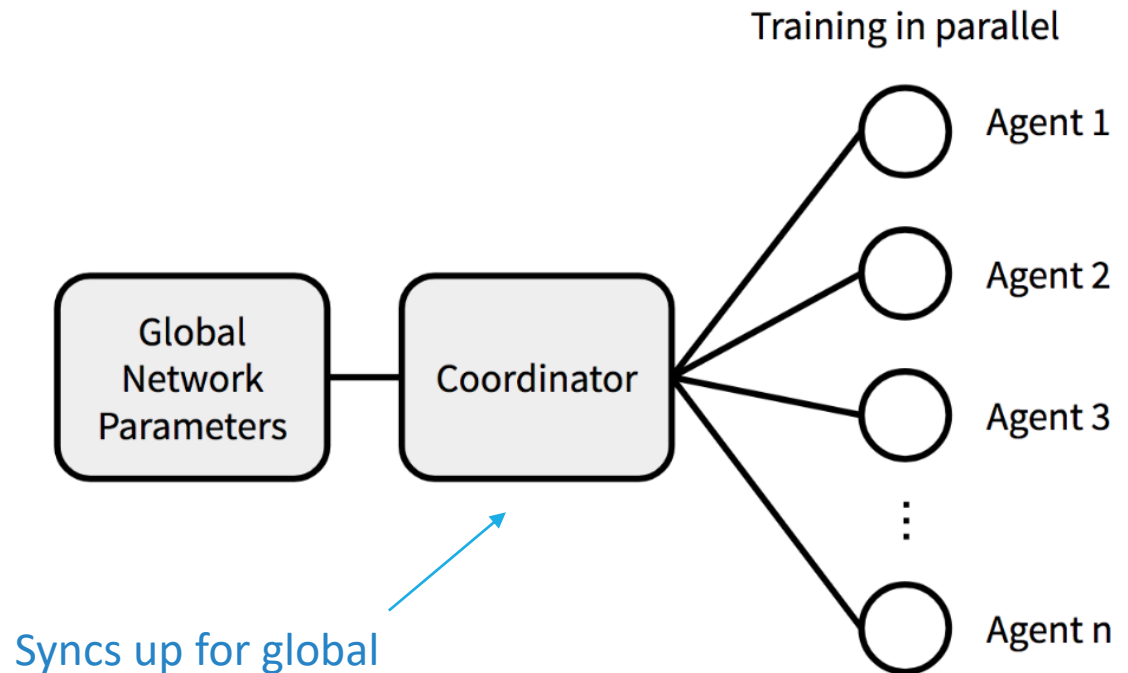 Training in parallel
Agent 1
Agent 2
Global
Network
Parameters
Coordinator
Agent 3
⋮
Agent n
Syncs up for global